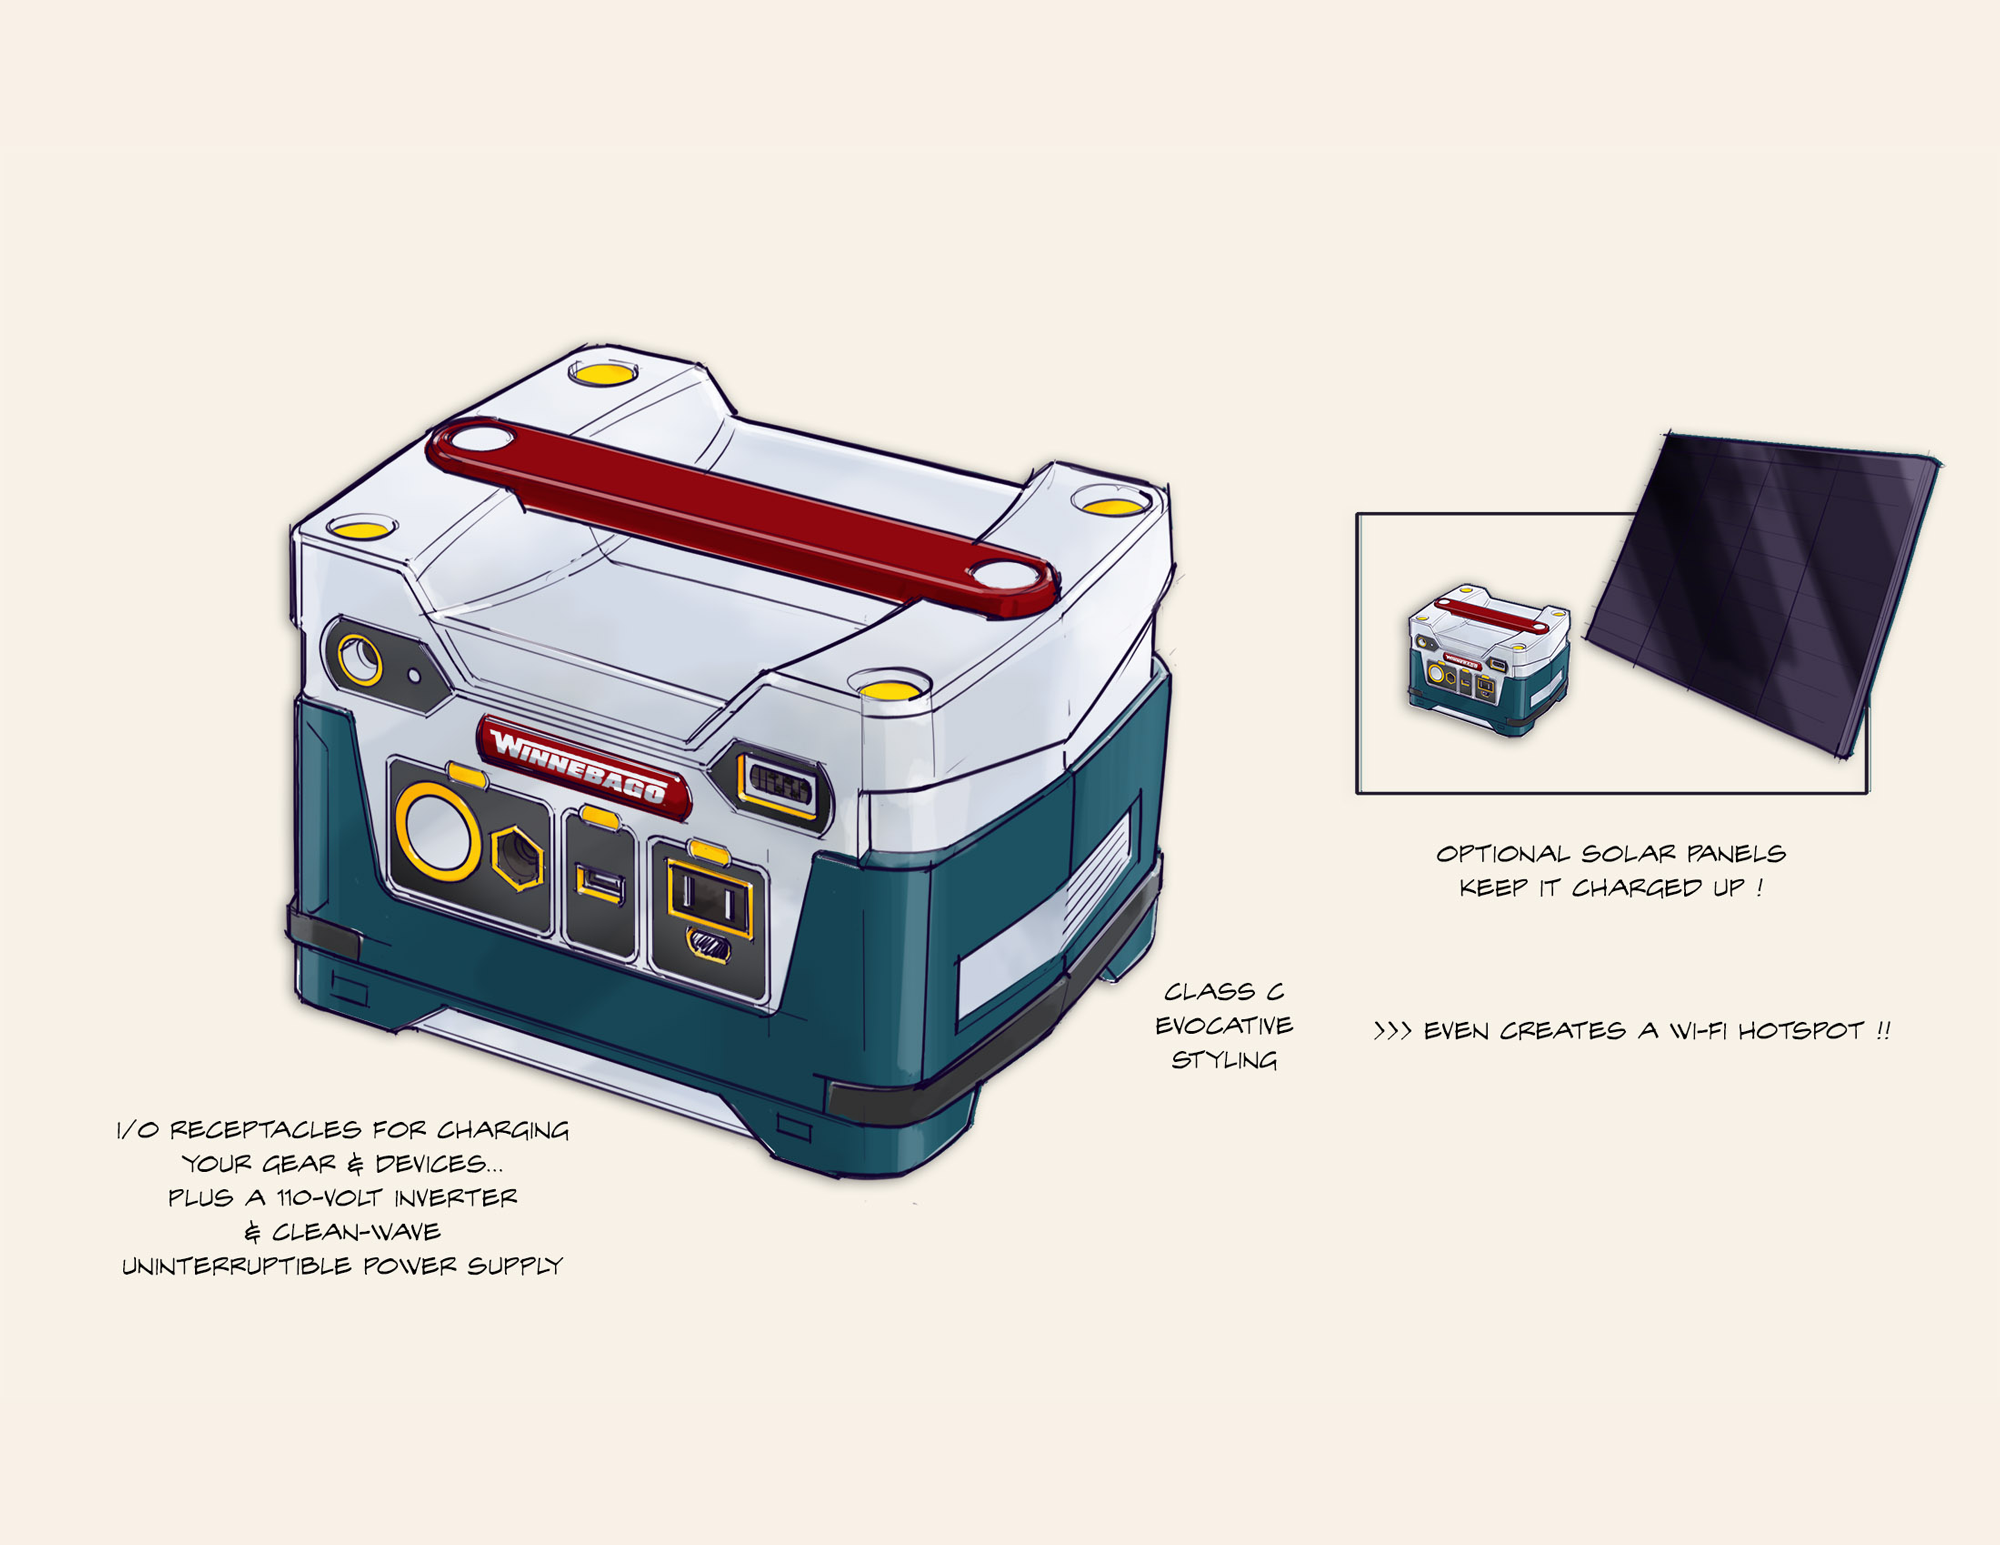 WINNEBAGO
I/O RECEPTACLES FOR CHARGING
YOUR GEAR & DEVICES...
PLUS A 110-VOLT INVERTER
& CLEAN-WAVE
UNINTERRUPTIBLE POWER SUPPLY
CLASS C
EVOCATIVE
STYLING
WINNEBAGO
OPTIONAL SOLAR PANELS
KEEP IT CHARGED UP !
>>> EVEN CREATES A WI-FI HOTSPOT !!